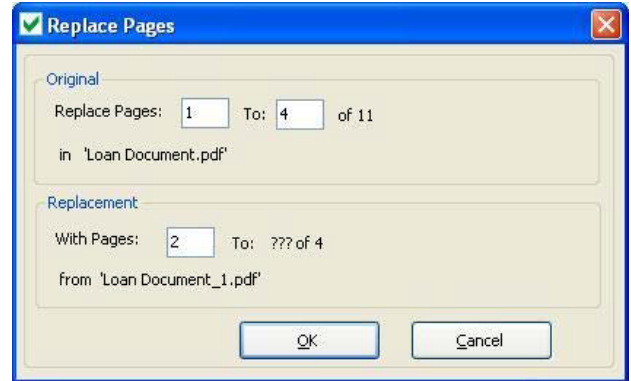 Replace Pages
Original
Replace Pages: 1 To: 4 of 11
in 'Loan Document.pdf'
Replacement
With Pages: 2 To: ??? of 4
from 'Loan Document_1.pdf'
OK Cancel